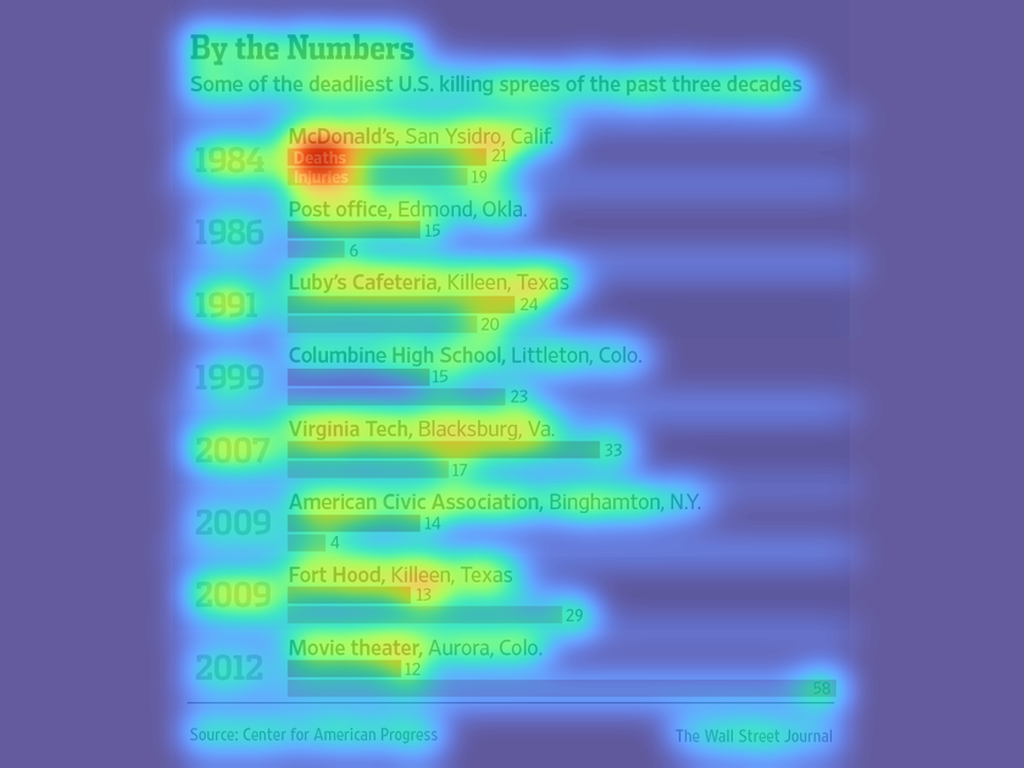 By the Numbers
Some of the deadliest U.S. killing sprees of the past three decades
1984
McDonald's, San Ysidro, Calif.
Deaths 21
Injuries 19
1986
Post office, Edmond, Okla.
15
6
1991
Luby's Cafeteria, Killeen, Texas
24
20
1999
Columbine High School, Littleton, Colo.
15
23
2007
Virginia Tech, Blacksburg, Va.
33
17
2009
American Civic Association, Binghamton, N.Y.
14
4
2009
Fort Hood, Killeen, Texas
13
29
2012
Movie theater, Aurora, Colo.
12
58
Source: Center for American Progress
The Wall Street Journal